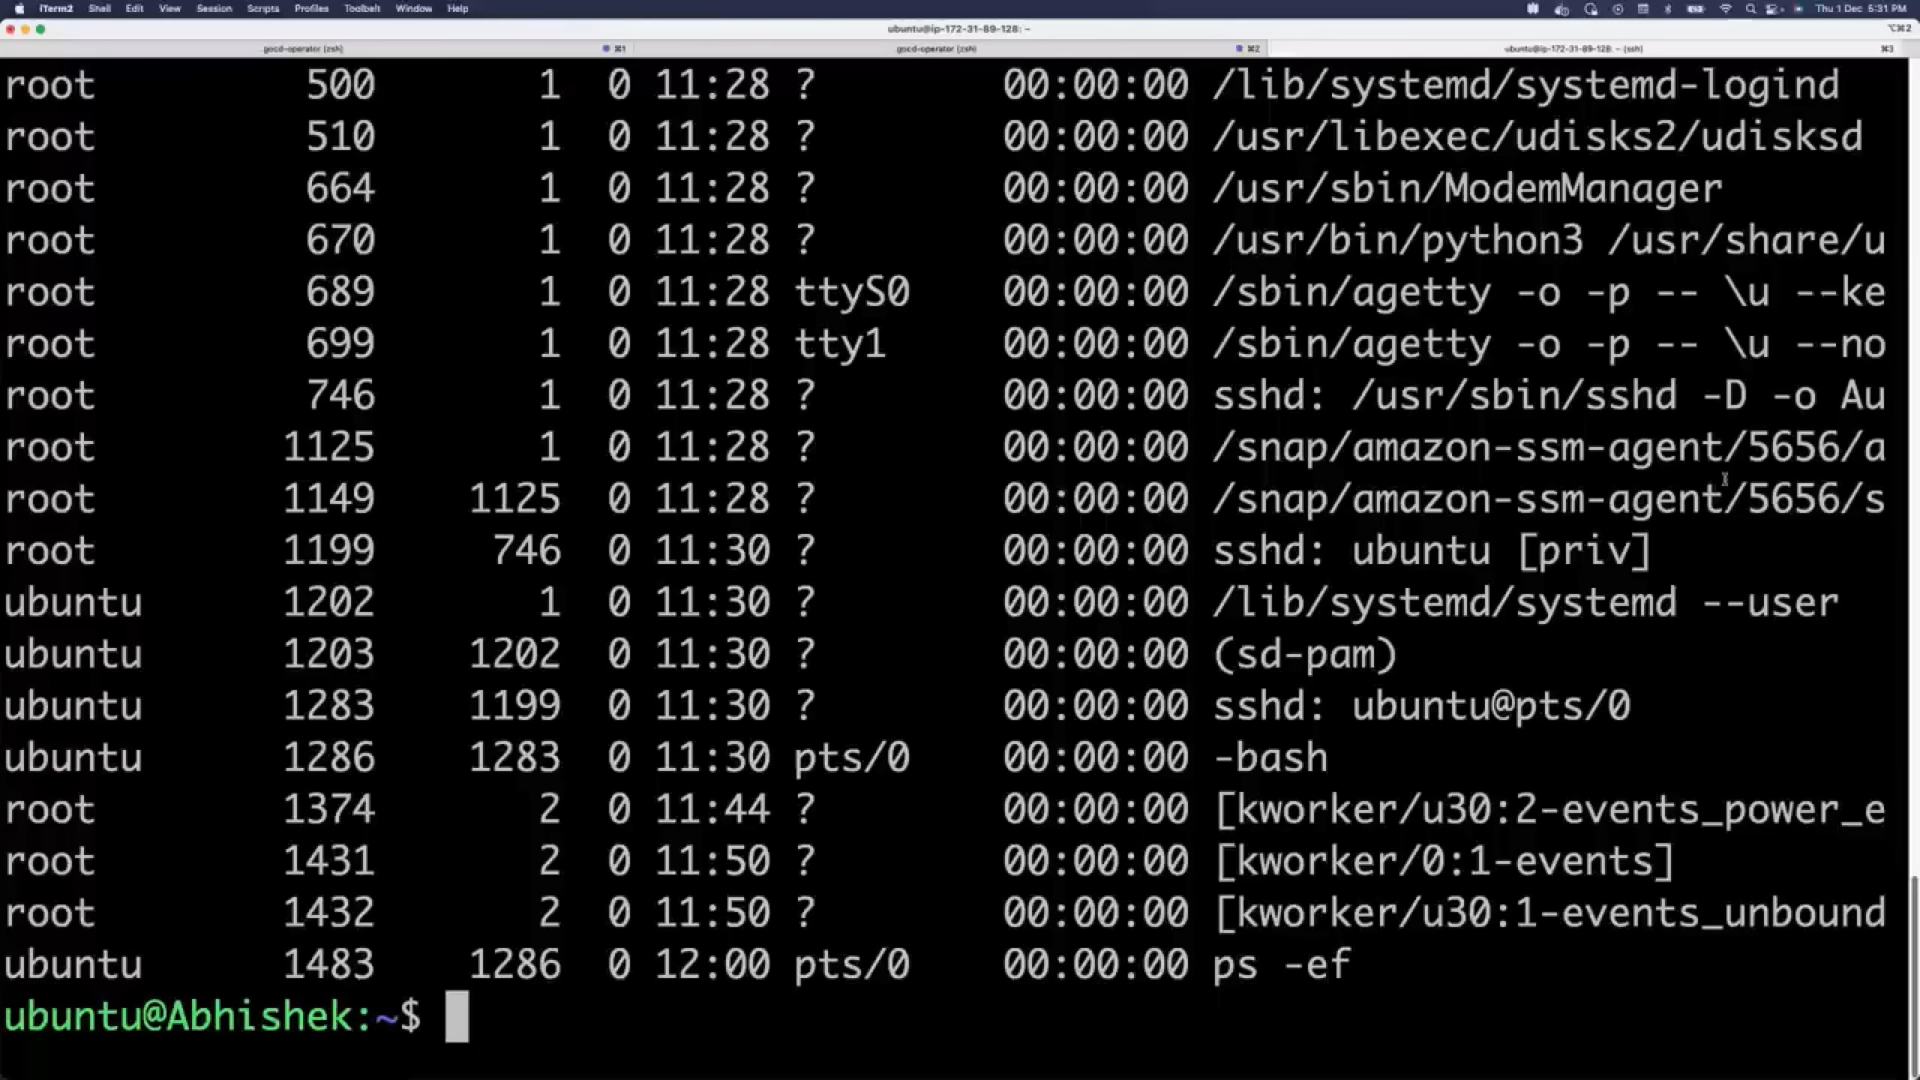 iTerm2 Shell Edit View Session Scripts Profiles Toolbelt Window Help Thu 1 Dec 5:31 PM
ubuntu@ip-172-31-89-128: ~ ⌥⌘2
gocd-operator (zsh) ⌘1 gocd-operator (zsh) ⌘2 ubuntu@ip-172-31-89-128: ~ (ssh) ⌘3
root 500 1 0 11:28 ? 00:00:00 /lib/systemd/systemd-logind
root 510 1 0 11:28 ? 00:00:00 /usr/libexec/udisks2/udisksd
root 664 1 0 11:28 ? 00:00:00 /usr/sbin/ModemManager
root 670 1 0 11:28 ? 00:00:00 /usr/bin/python3 /usr/share/u
root 689 1 0 11:28 ttyS0 00:00:00 /sbin/agetty -o -p -- \u --ke
root 699 1 0 11:28 tty1 00:00:00 /sbin/agetty -o -p -- \u --no
root 746 1 0 11:28 ? 00:00:00 sshd: /usr/sbin/sshd -D -o Au
root 1125 1 0 11:28 ? 00:00:00 /snap/amazon-ssm-agent/5656/a
root 1149 1125 0 11:28 ? 00:00:00 /snap/amazon-ssm-agent/5656/s
root 1199 746 0 11:30 ? 00:00:00 sshd: ubuntu [priv]
ubuntu 1202 1 0 11:30 ? 00:00:00 /lib/systemd/systemd --user
ubuntu 1203 1202 0 11:30 ? 00:00:00 (sd-pam)
ubuntu 1283 1199 0 11:30 ? 00:00:00 sshd: ubuntu@pts/0
ubuntu 1286 1283 0 11:30 pts/0 00:00:00 -bash
root 1374 2 0 11:44 ? 00:00:00 [kworker/u30:2-events_power_e
root 1431 2 0 11:50 ? 00:00:00 [kworker/0:1-events]
root 1432 2 0 11:50 ? 00:00:00 [kworker/u30:1-events_unbound
ubuntu 1483 1286 0 12:00 pts/0 00:00:00 ps -ef
ubuntu@Abhishek:~$